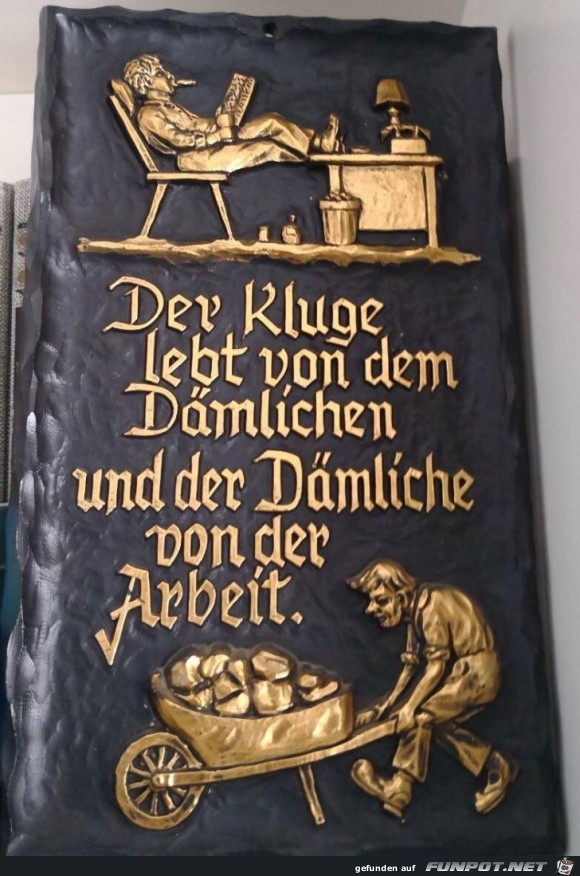 Der Kluge
lebt von dem
Dämlichen
und der Dämliche
von der
Arbeit.
gefunden auf FUNPOT.NET